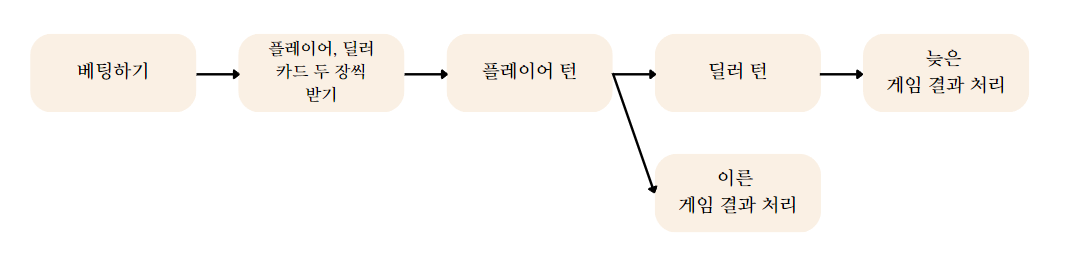 베팅하기
플레이어, 딜러
카드 두 장씩
받기
플레이어 턴
딜러 턴
늦은
게임 결과 처리
이른
게임 결과 처리